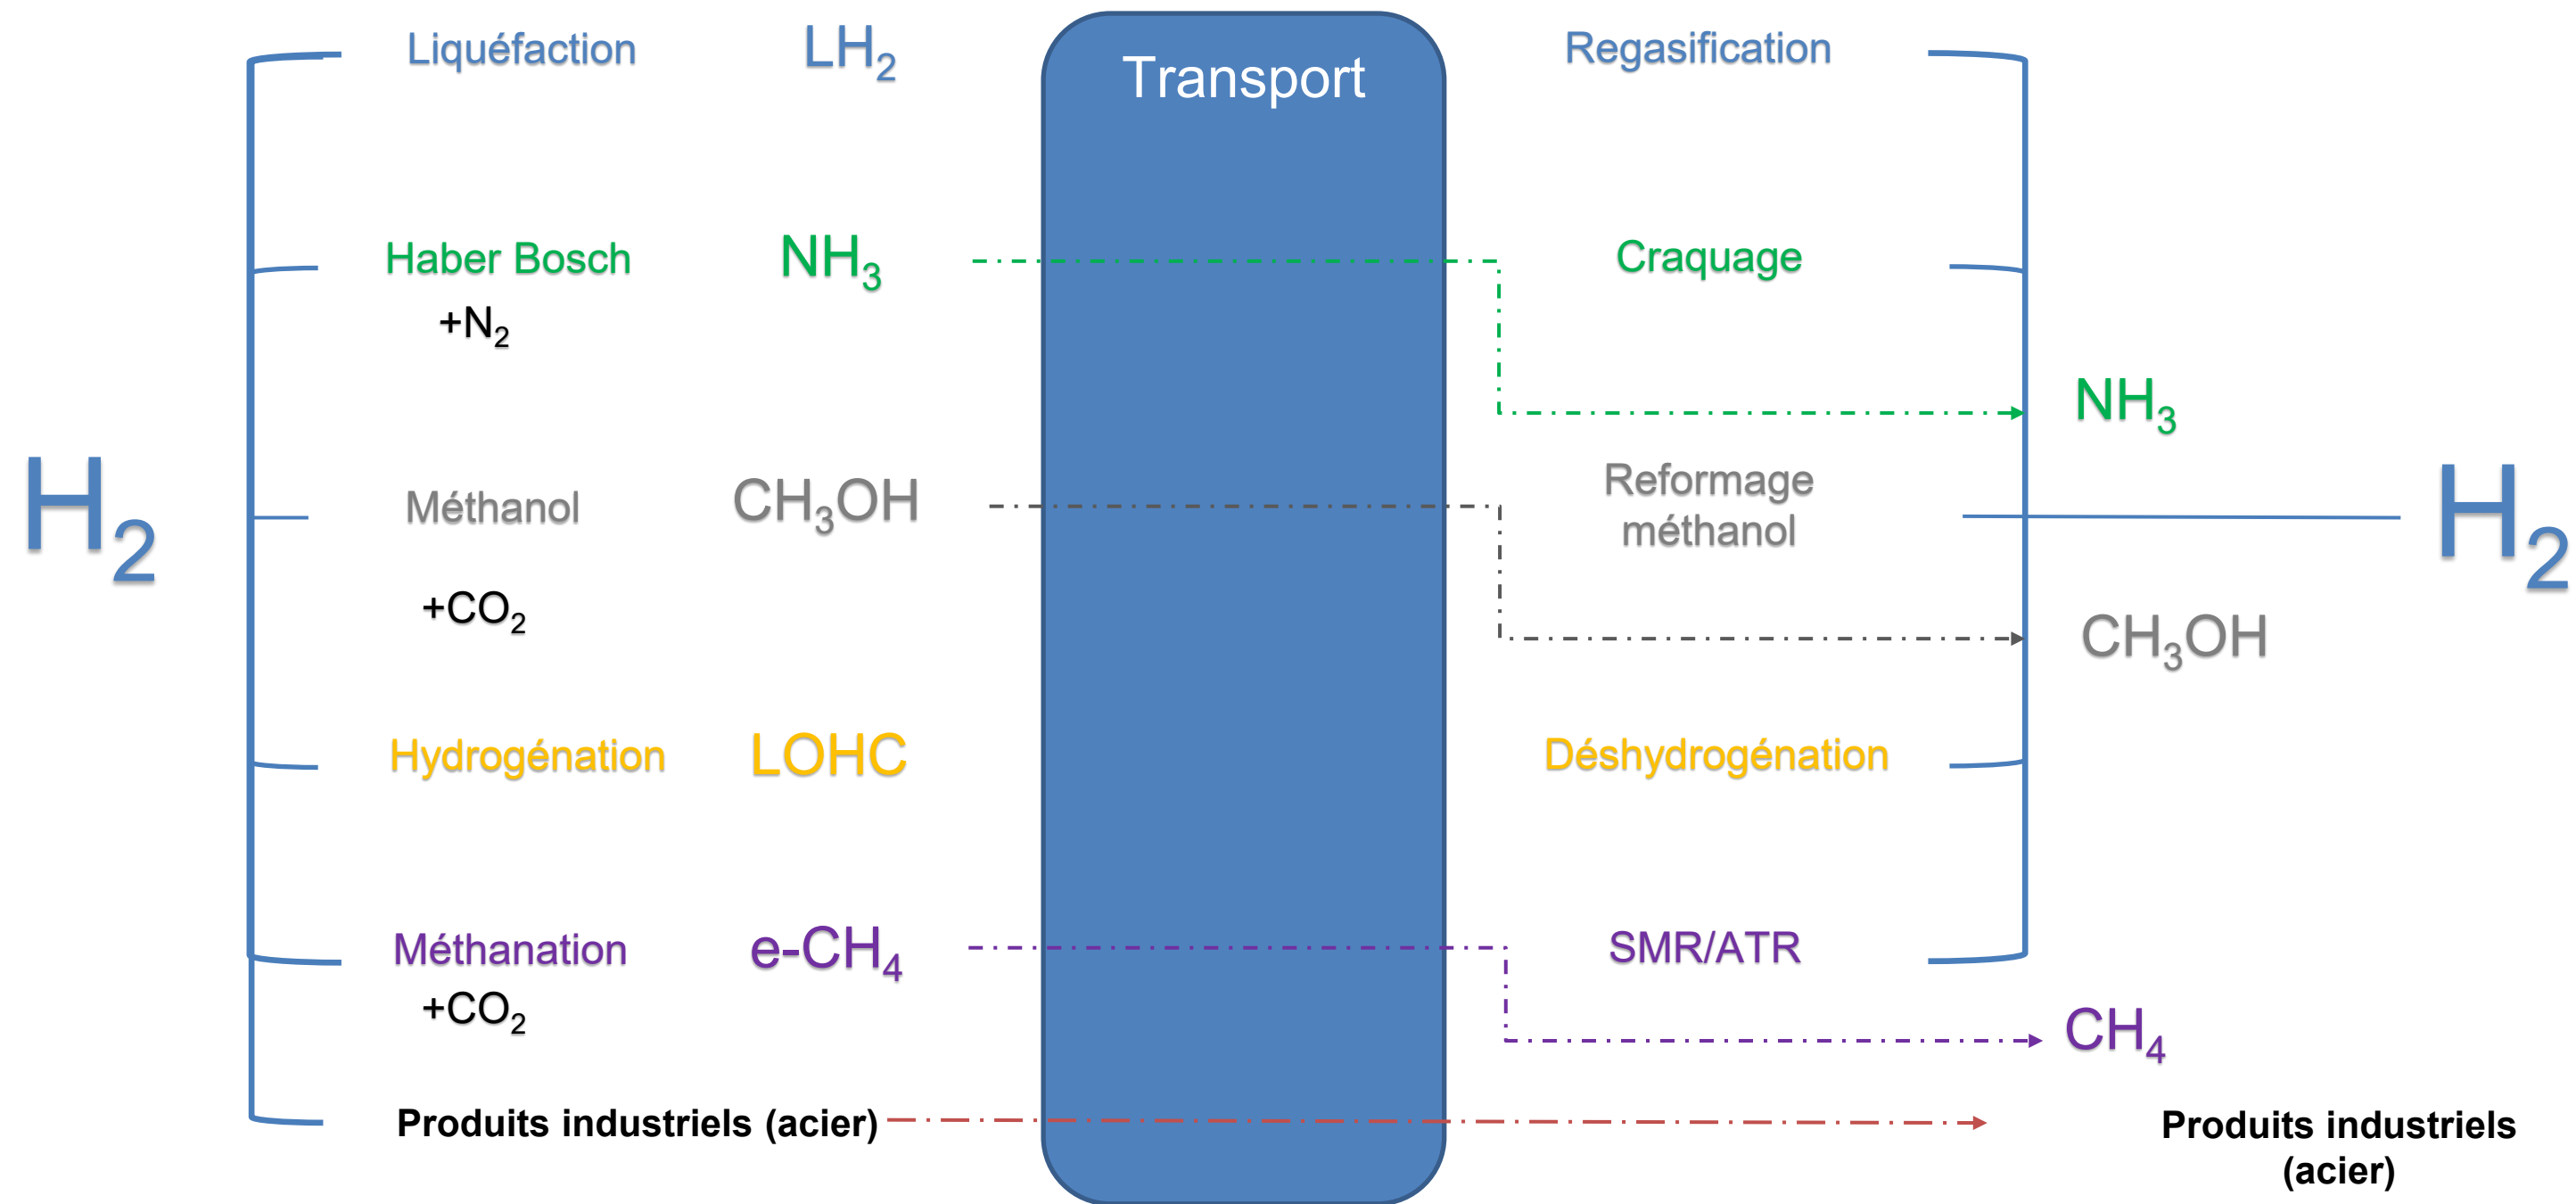 Liquéfaction LH₂ Transport Regasification
Haber Bosch NH₃ Craquage
+N₂
NH₃
H₂ Méthanol CH₃OH Reformage
méthanol H₂
+CO₂
CH₃OH
Hydrogénation LOHC Déshydrogénation
Méthanation e-CH₄ SMR/ATR
+CO₂
CH₄
Produits industriels (acier) Produits industriels
(acier)